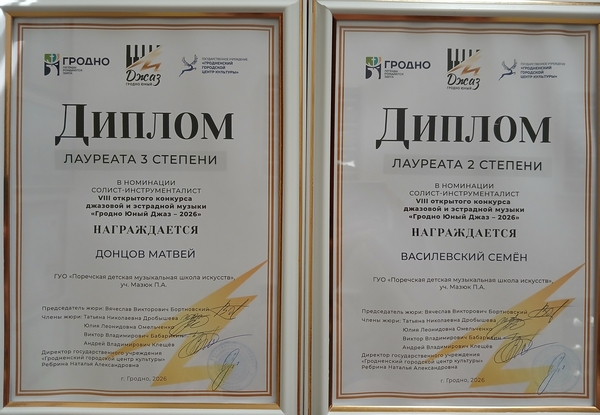 ГРОДНО
Джаз
ГРОДНО ЮНЫЙ
ГОСУДАРСТВЕННОЕ УЧРЕЖДЕНИЕ
«ГРОДНЕНСКИЙ
ГОРОДСКОЙ
ЦЕНТР КУЛЬТУРЫ»
ДИПЛОМ
ЛАУРЕАТА 3 СТЕПЕНИ
В НОМИНАЦИИ
СОЛИСТ-ИНСТРУМЕНТАЛИСТ
VIII открытого конкурса
джазовой и эстрадной музыки
«Гродно Юный Джаз – 2026»
НАГРАЖДАЕТСЯ
ДОНЦОВ МАТВЕЙ
ГУО «Поречская детская музыкальная школа искусств»,
уч. Мазюк П.А.
Председатель жюри: Вечеслав Викторович Бортновский
Члены жюри: Татьяна Николаевна Дробышева
Юлия Леонидовна Омельченко
Виктор Владимирович Бабарикин
Андрей Владимирович Клещёв
Директор государственного учреждения
«Гродненский городской центр культуры»
Ребрина Наталья Александровна
г. Гродно, 2026
ГРОДНО
Джаз
ГРОДНО ЮНЫЙ
ГОСУДАРСТВЕННОЕ УЧРЕЖДЕНИЕ
«ГРОДНЕНСКИЙ
ГОРОДСКОЙ
ЦЕНТР КУЛЬТУРЫ»
ДИПЛОМ
ЛАУРЕАТА 2 СТЕПЕНИ
В НОМИНАЦИИ
СОЛИСТ-ИНСТРУМЕНТАЛИСТ
VIII открытого конкурса
джазовой и эстрадной музыки
«Гродно Юный Джаз – 2026»
НАГРАЖДАЕТСЯ
ВАСИЛЕВСКИЙ СЕМЁН
ГУО «Поречская детская музыкальная школа искусств»,
уч. Мазюк П.А.
Председатель жюри: Вечеслав Викторович Бортновский
Члены жюри: Татьяна Николаевна Дробышева
Юлия Леонидовна Омельченко
Виктор Владимирович Бабарикин
Андрей Владимирович Клещёв
Директор государственного учреждения
«Гродненский городской центр культуры»
Ребрина Наталья Александровна
г. Гродно, 2026